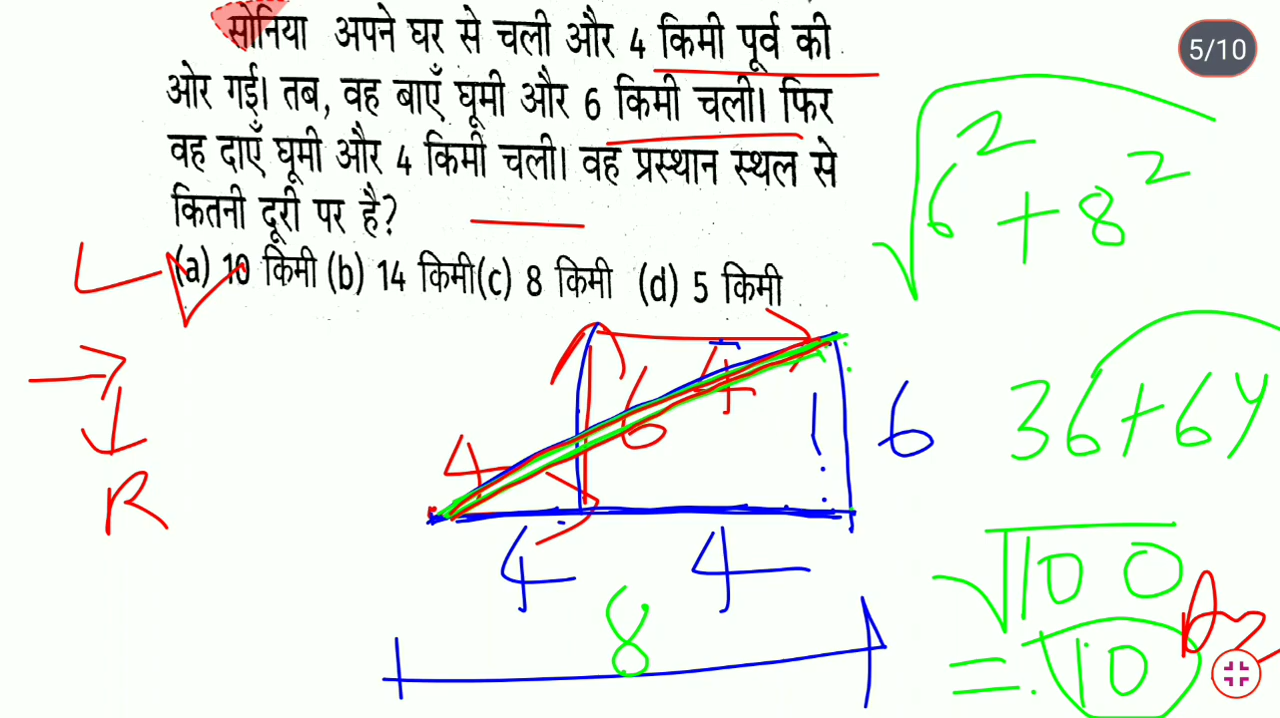 सोनिया अपने घर से चली और 4 किमी पूर्व की
ओर गई। तब, वह बाएँ घूमी और 6 किमी चली। फिर
वह दाएँ घूमी और 4 किमी चली। वह प्रस्थान स्थल से
कितनी दूरी पर है?
(a) 10 किमी (b) 14 किमी (c) 8 किमी (d) 5 किमी
5/10
√6² + 8²
36+64
√100
= 10
L
R
4
6
4
6
4
4
8